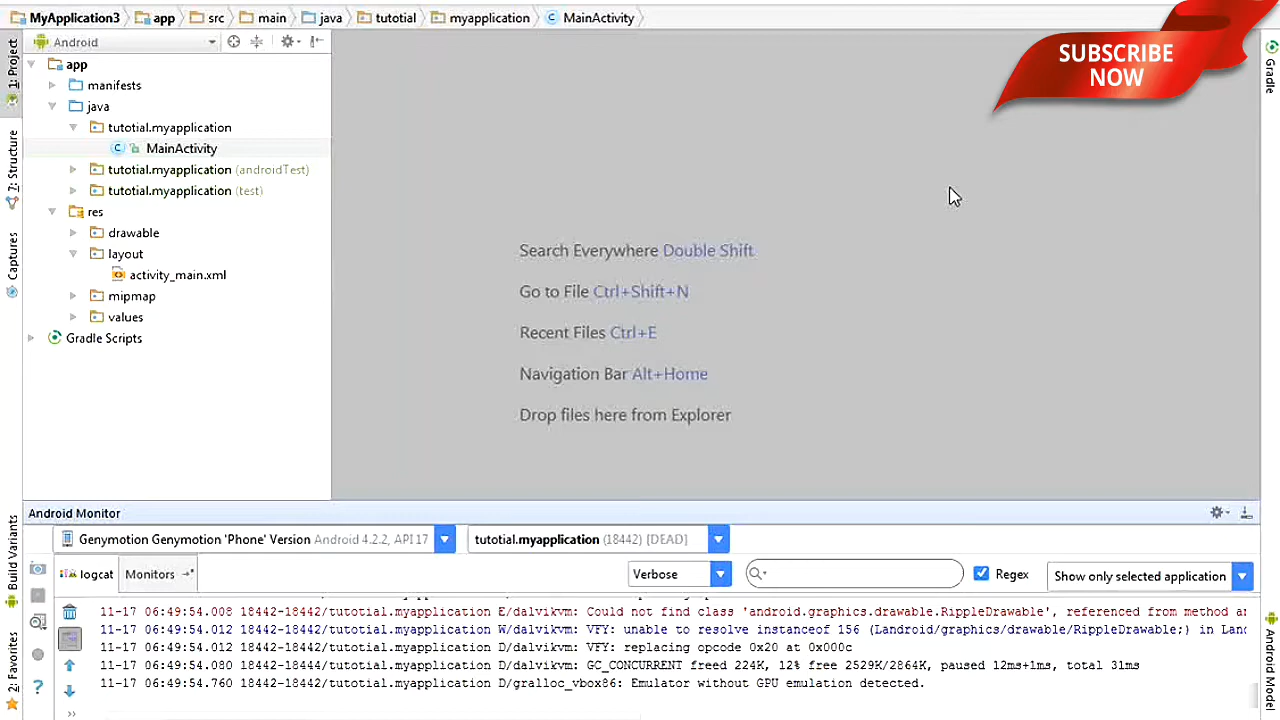 MyApplication3 app src main java tutotial myapplication MainActivity
SUBSCRIBE
NOW
Android
1: Project
7: Structure
Captures
Build Variants
2: Favorites
Gradle
Android Model
app
manifests
java
tutotial.myapplication
MainActivity
tutotial.myapplication (androidTest)
tutotial.myapplication (test)
res
drawable
layout
activity_main.xml
mipmap
values
Gradle Scripts
Search Everywhere Double Shift
Go to File Ctrl+Shift+N
Recent Files Ctrl+E
Navigation Bar Alt+Home
Drop files here from Explorer
Android Monitor
Genymotion Genymotion 'Phone' Version Android 4.2.2, API 17
tutotial.myapplication (18442) [DEAD]
logcat Monitors
Verbose
Regex
Show only selected application
11-17 06:49:54.008 18442-18442/tutotial.myapplication E/dalvikvm: Could not find class 'android.graphics.drawable.RippleDrawable', referenced from method an
11-17 06:49:54.012 18442-18442/tutotial.myapplication W/dalvikvm: VFY: unable to resolve instanceof 156 (Landroid/graphics/drawable/RippleDrawable;) in Land
11-17 06:49:54.012 18442-18442/tutotial.myapplication D/dalvikvm: VFY: replacing opcode 0x20 at 0x000c
11-17 06:49:54.080 18442-18442/tutotial.myapplication D/dalvikvm: GC_CONCURRENT freed 224K, 12% free 2529K/2864K, paused 12ms+1ms, total 31ms
11-17 06:49:54.760 18442-18442/tutotial.myapplication D/gralloc_vbox86: Emulator without GPU emulation detected.